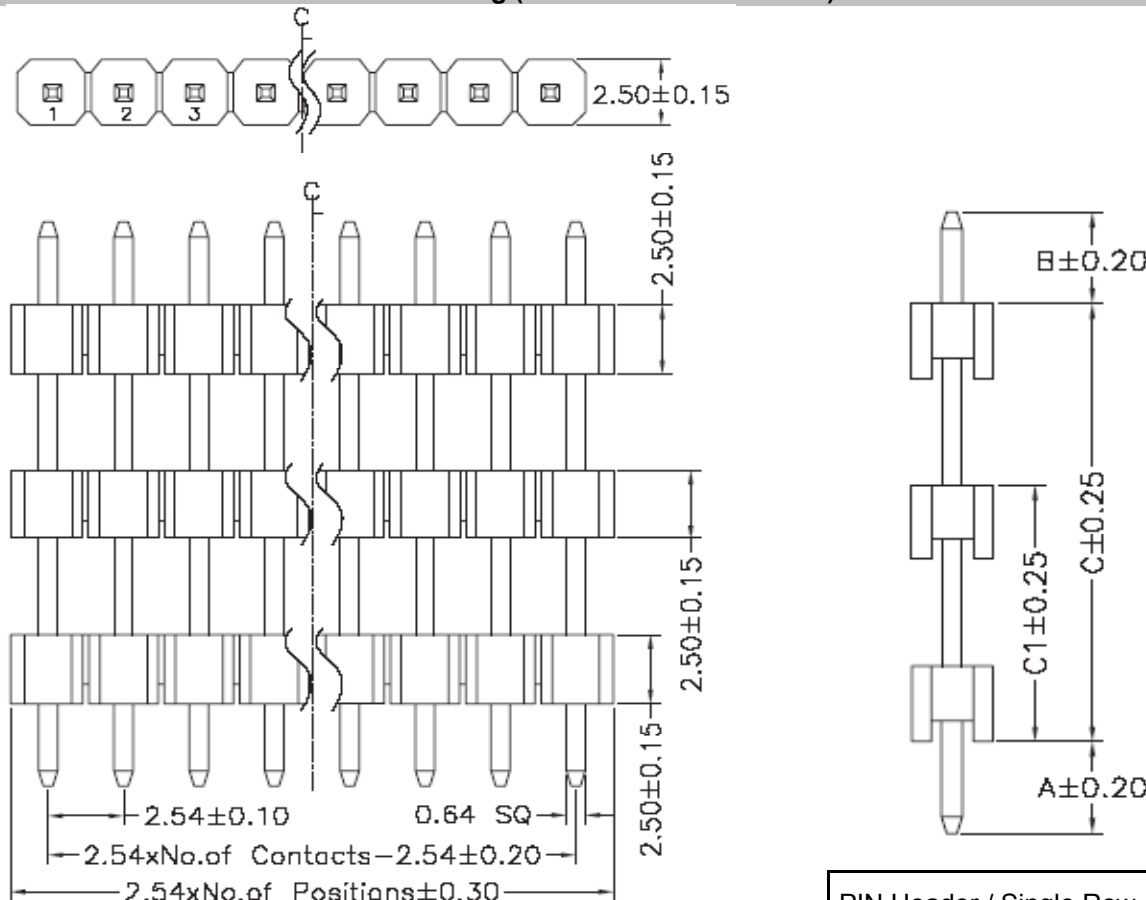 C
2.50±0.15
1 2 3
C
2.50±0.15
B±0.20
2.50±0.15
C1±0.25
C±0.25
2.50±0.15
A±0.20
2.54±0.10
0.64 SQ
2.54xNo.of Contacts-2.54±0.20
2.54xNo.of Positions±0.30
PIN Header / Single Row